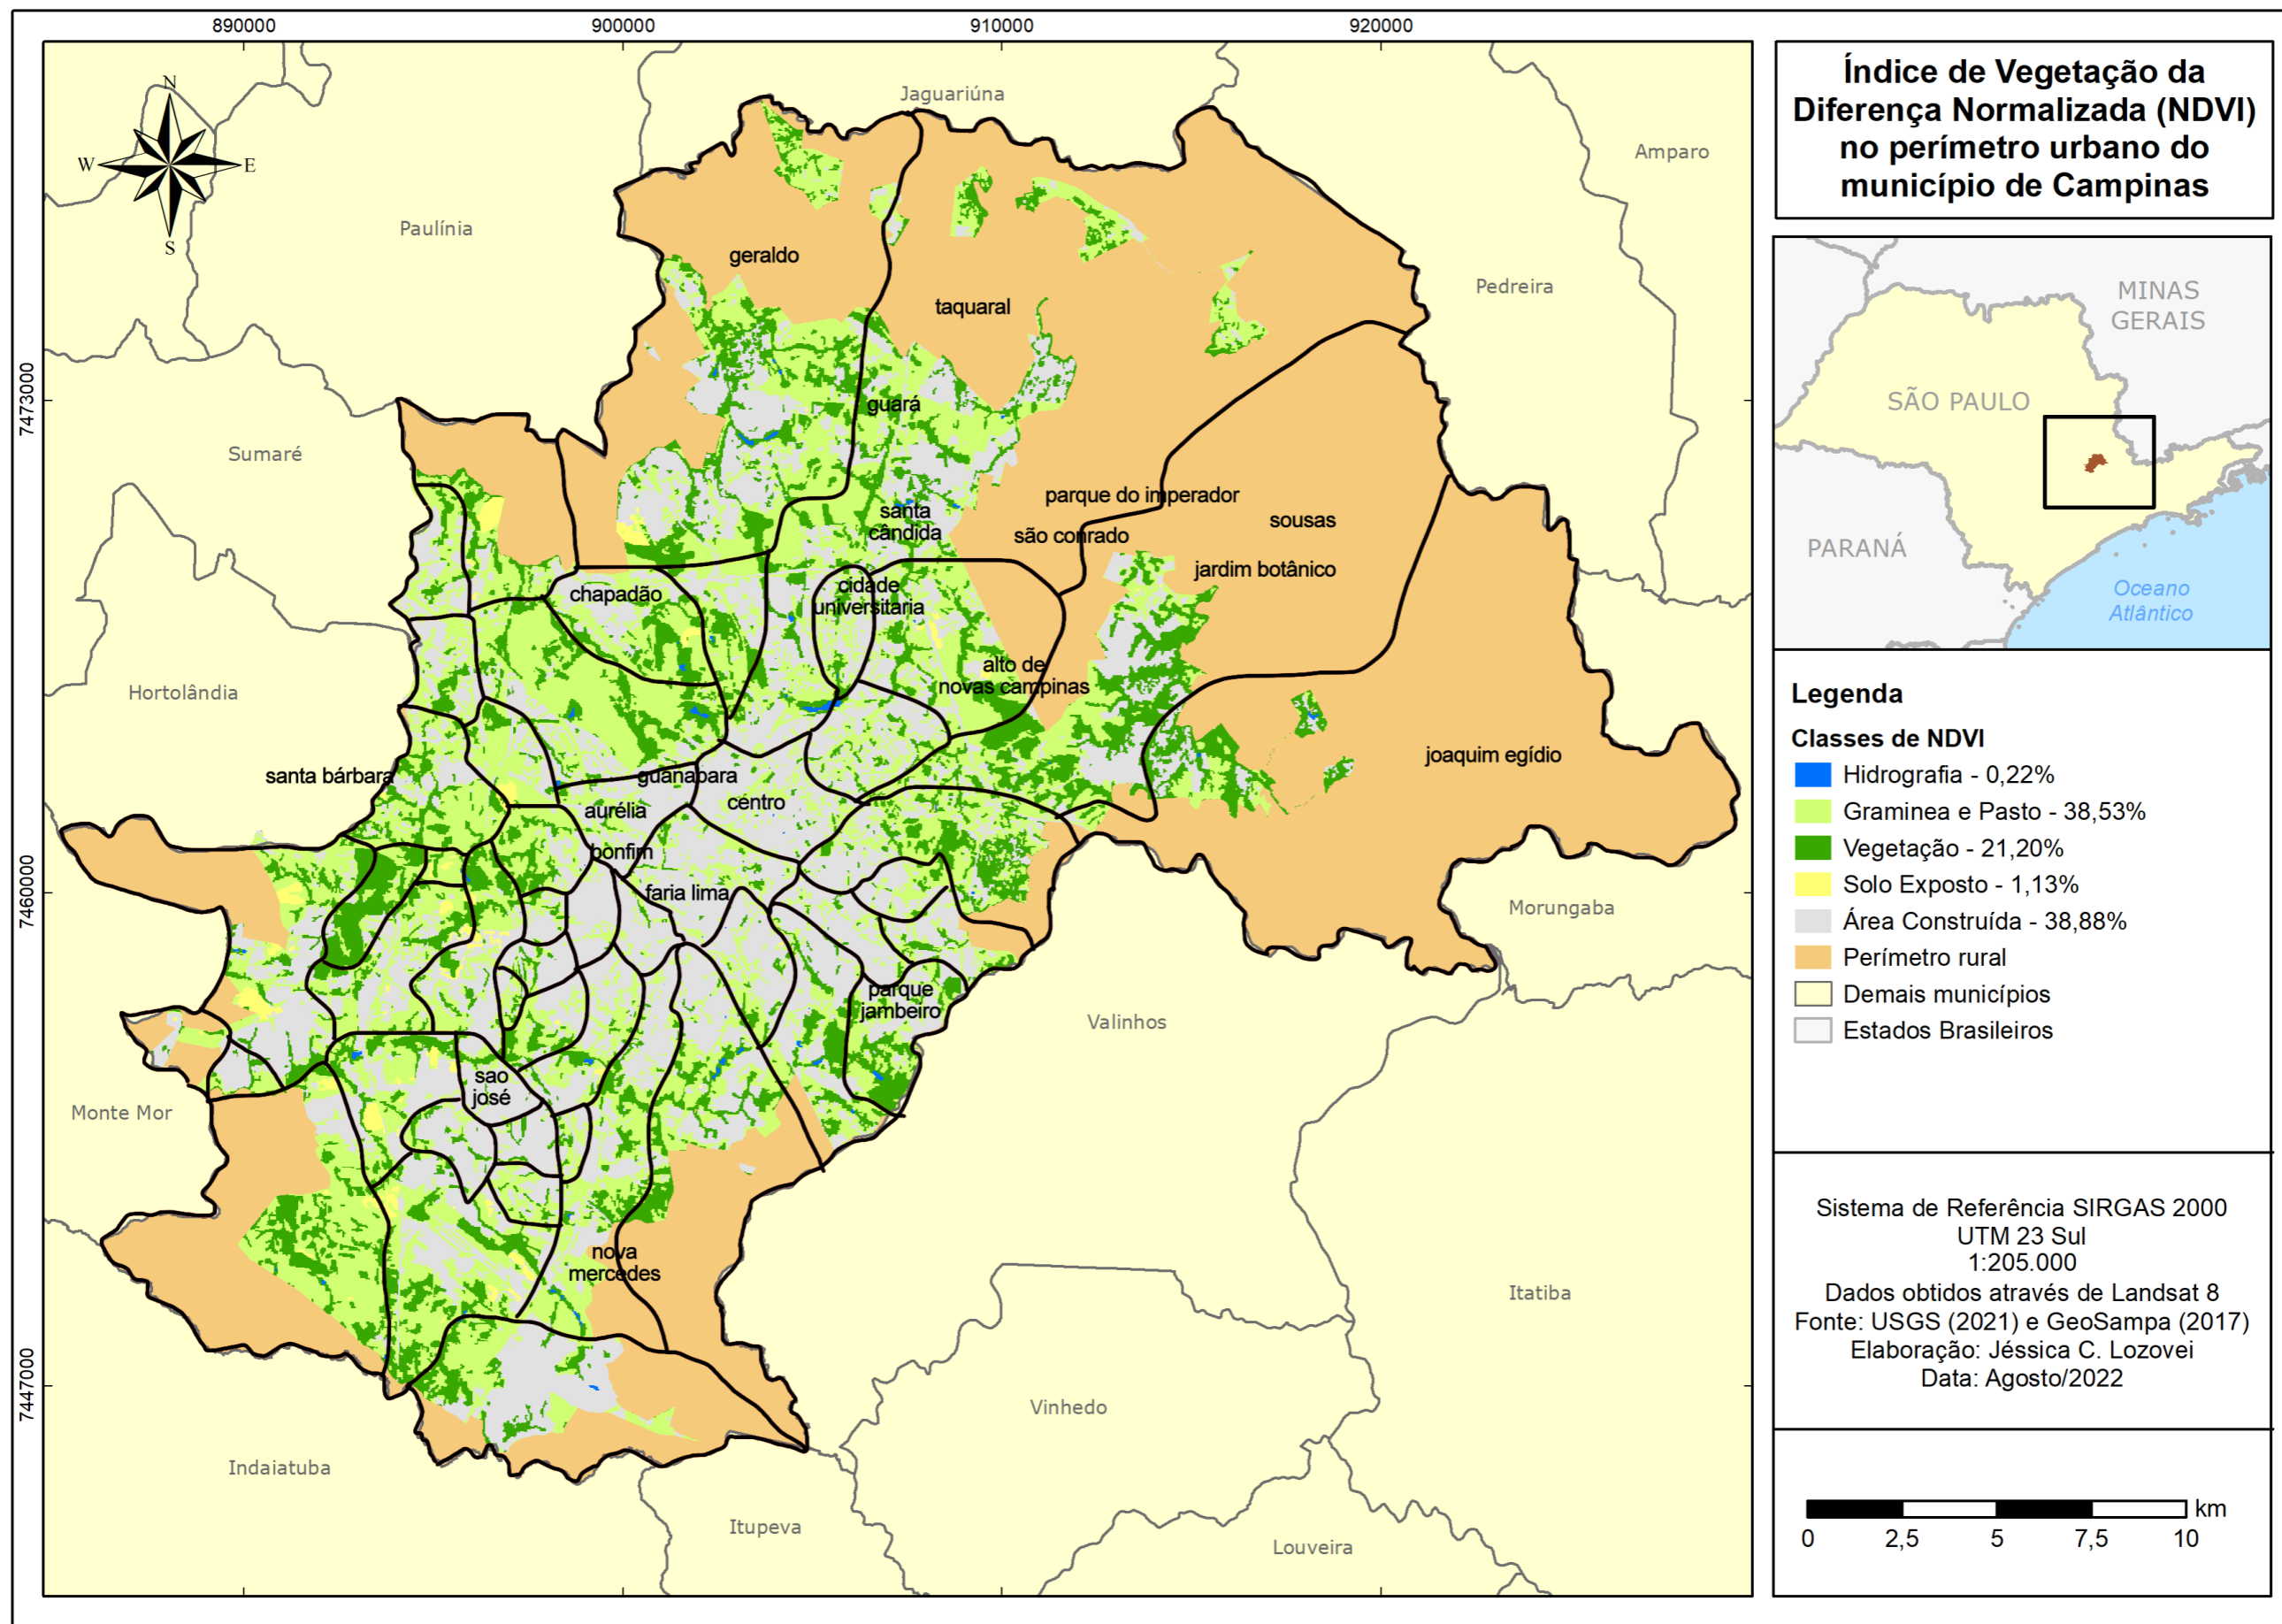 890000
900000
910000
920000
7473000
7460000
7447000
N
W
E
S
Jaguariúna
Amparo
Paulínia
Pedreira
Sumaré
Hortolândia
Monte Mor
Indaiatuba
Itupeva
Vinhedo
Louveira
Itatiba
Valinhos
Morungaba
geraldo
taquaral
guará
parque do imperador
santa
cândida
são conrado
sousas
jardim botânico
chapadão
cidade
universitaria
alto de
novas campinas
joaquim egídio
santa bárbara
guanabara
aurélia
centro
bonfim
faria lima
parque
jambeiro
sao
josé
nova
mercedes
Índice de Vegetação da
Diferença Normalizada (NDVI)
no perímetro urbano do
município de Campinas
MINAS
GERAIS
SÃO PAULO
PARANÁ
Oceano
Atlântico
Legenda
Classes de NDVI
Hidrografia - 0,22%
Graminea e Pasto - 38,53%
Vegetação - 21,20%
Solo Exposto - 1,13%
Área Construída - 38,88%
Perímetro rural
Demais municípios
Estados Brasileiros
Sistema de Referência SIRGAS 2000
UTM 23 Sul
1:205.000
Dados obtidos através de Landsat 8
Fonte: USGS (2021) e GeoSampa (2017)
Elaboração: Jéssica C. Lozovei
Data: Agosto/2022
km
0 2,5 5 7,5 10